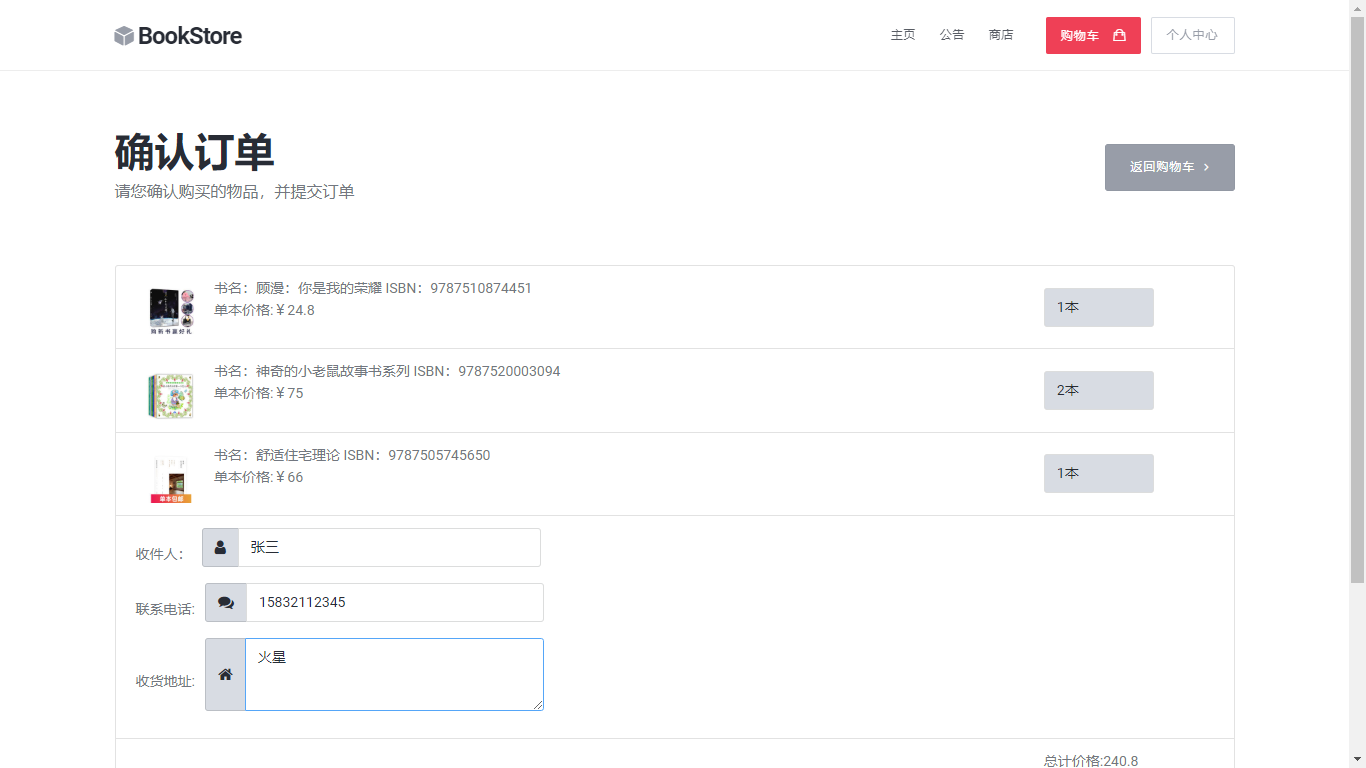 BookStore
主页
公告
商店
购物车
个人中心
确认订单
请您确认购买的物品，并提交订单
返回购物车
书名：顾漫：你是我的荣耀 ISBN：9787510874451
单本价格:￥24.8
1本
购新书赢好礼
书名：神奇的小老鼠故事书系列 ISBN：9787520003094
单本价格:￥75
2本
书名：舒适住宅理论 ISBN：9787505745650
单本价格:￥66
1本
单本包邮
收件人：
张三
联系电话:
15832112345
收货地址:
火星
总计价格:240.8